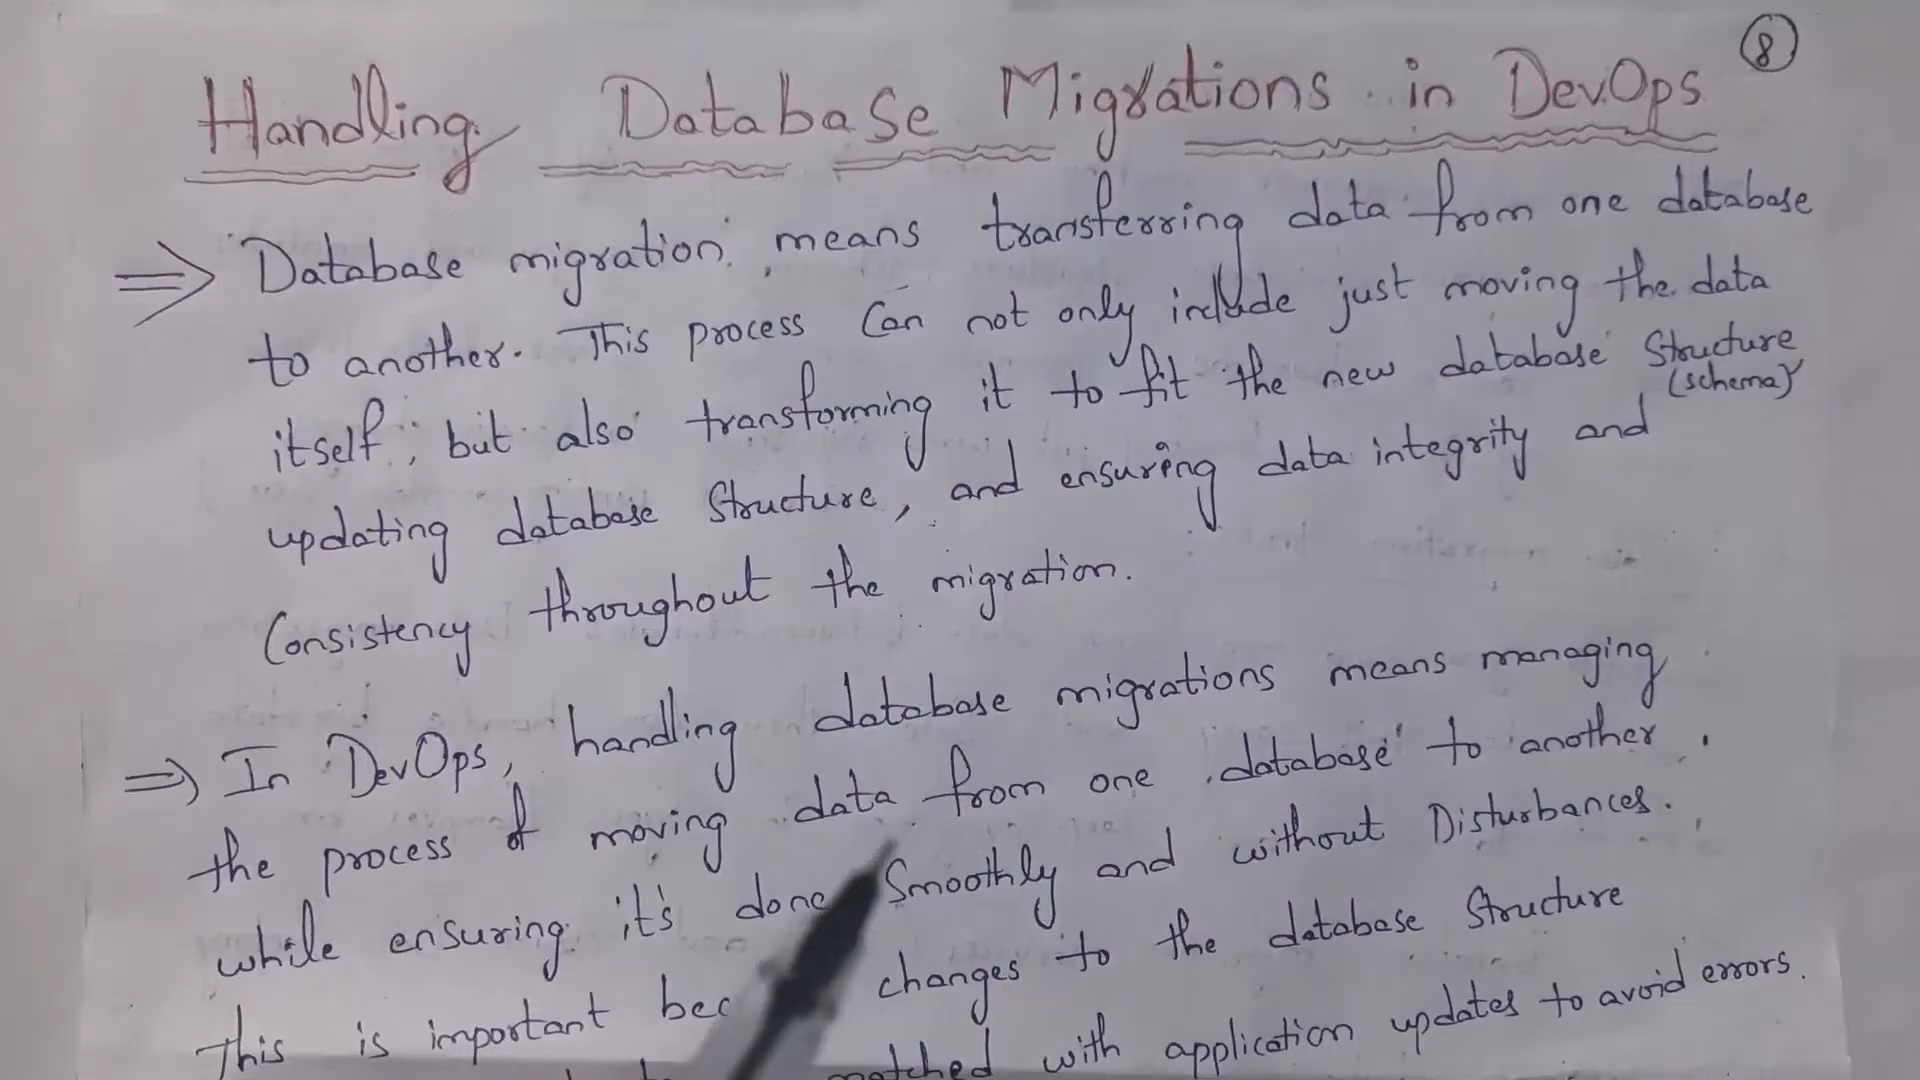 8
Handling Database Migrations in DevOps
⇒ Database migration means transferring data from one database
to another. This process Can not only include just moving the data
itself, but also transforming it to fit the new database Structure
(schema)
updating database Structure, and ensuring data integrity and
Consistency throughout the migration.
⇒ In DevOps, handling database migrations means managing
the process of moving data from one database to another
while ensuring it's done Smoothly and without Disturbances.
This is important changes to the database Structure
matched with application updates to avoid errors.